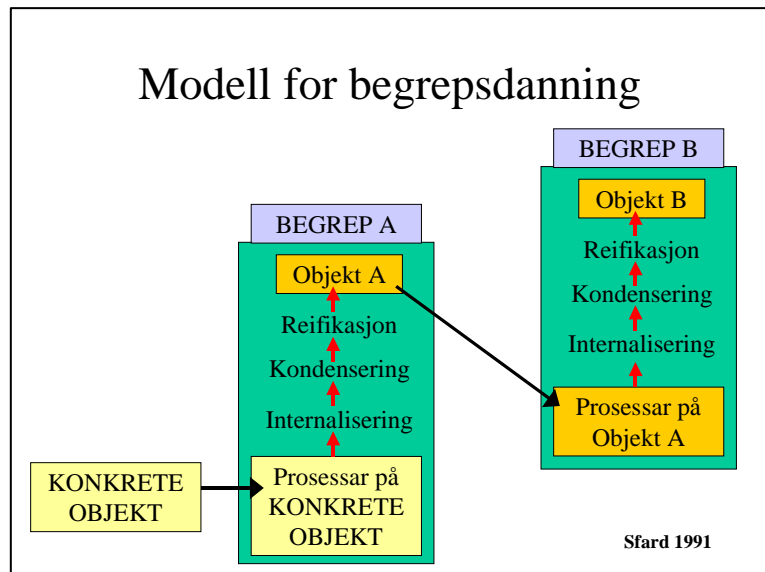 Modell for begrepsdanning
BEGREP B
Objekt B
Reifikasjon
Kondensering
Internalisering
Prosessar på
Objekt A
BEGREP A
Objekt A
Reifikasjon
Kondensering
Internalisering
Prosessar på
KONKRETE
OBJEKT
KONKRETE
OBJEKT
Sfard 1991